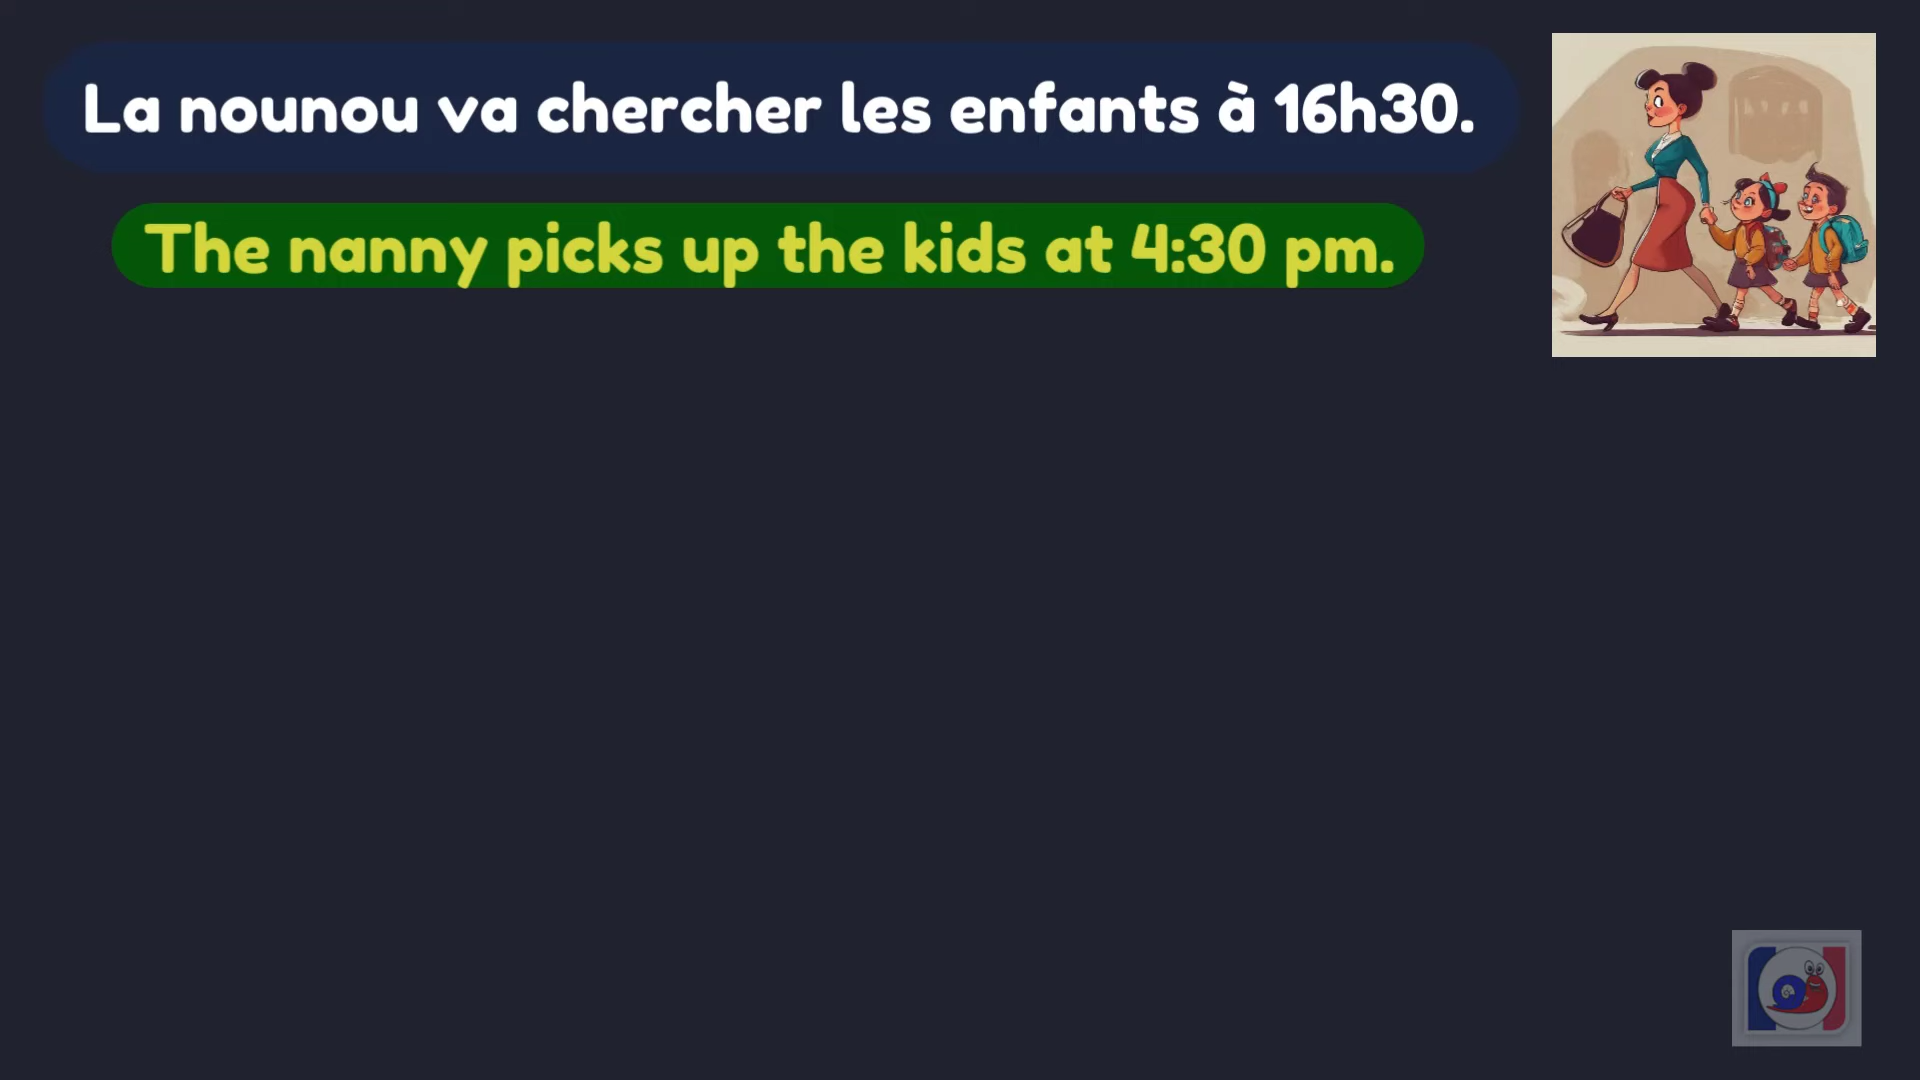 La nounou va chercher les enfants à 16h30.
The nanny picks up the kids at 4:30 pm.